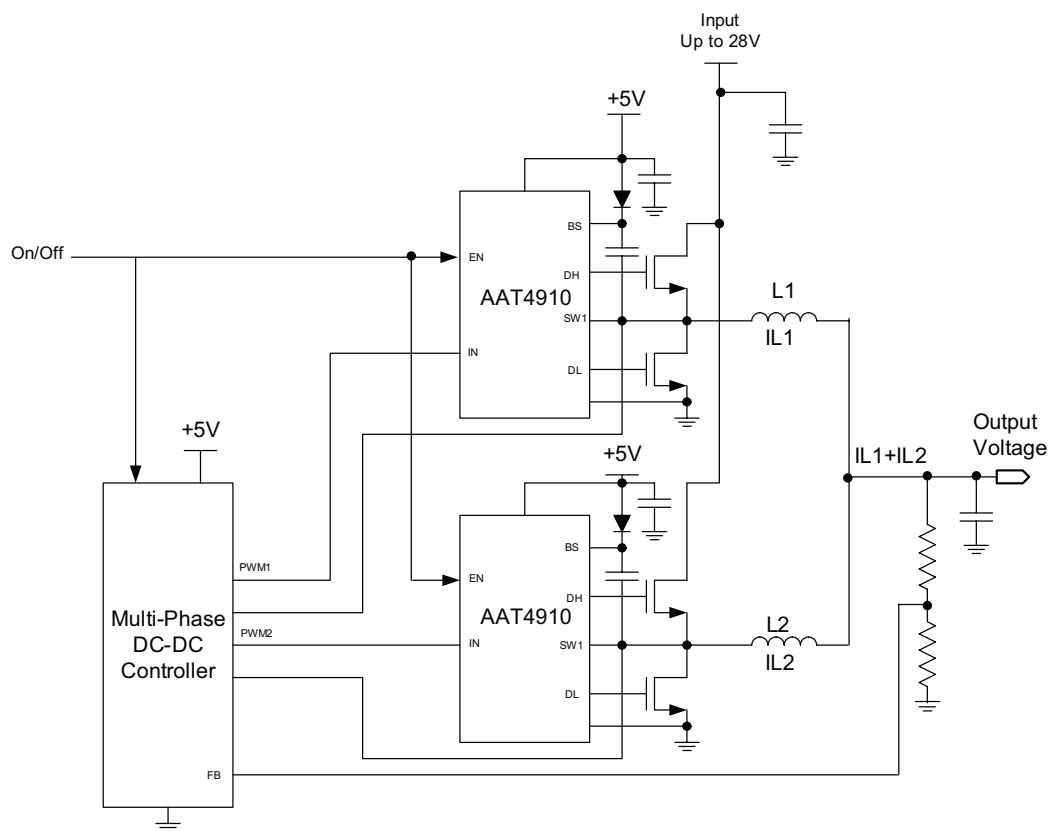 Input
Up to 28V
+5V
On/Off
EN
BS
DH
AAT4910
SW1
IN
DL
L1
IL1
+5V
+5V
Output
Voltage
IL1+IL2
PWM1
EN
BS
DH
AAT4910
Multi-Phase
DC-DC
Controller
PWM2
IN
SW1
DL
L2
IL2
FB